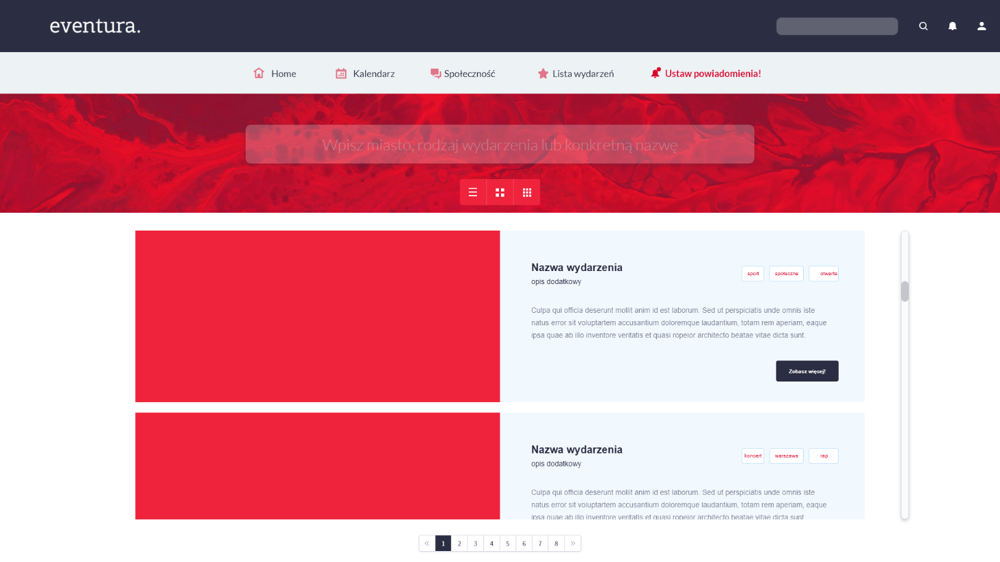 eventura.
Home
Kalendarz
Społeczność
Lista wydarzeń
Ustaw powiadomienia!
Wpisz miasto, rodzaj wydarzenia lub konkretną nazwę
Nazwa wydarzenia
opis dodatkowy
sport
społeczne
otwarte
Culpa qui officia deserunt mollit anim id est laborum. Sed ut perspiciatis unde omnis iste
natus error sit voluptartem accusantium doloremque laudantium, totam rem aperiam, eaque
ipsa quae ab illo inventore veritatis et quasi ropeior architecto beatae vitae dicta sunt.
Zobacz więcej!
Nazwa wydarzenia
opis dodatkowy
koncert
warszawa
rap
Culpa qui officia deserunt mollit anim id est laborum. Sed ut perspiciatis unde omnis iste
natus error sit voluptartem accusantium doloremque laudantium, totam rem aperiam, eaque
ipsa quae ab illo inventore veritatis et quasi ropeior architecto beatae vitae dicta sunt.
« 1 2 3 4 5 6 7 8 »